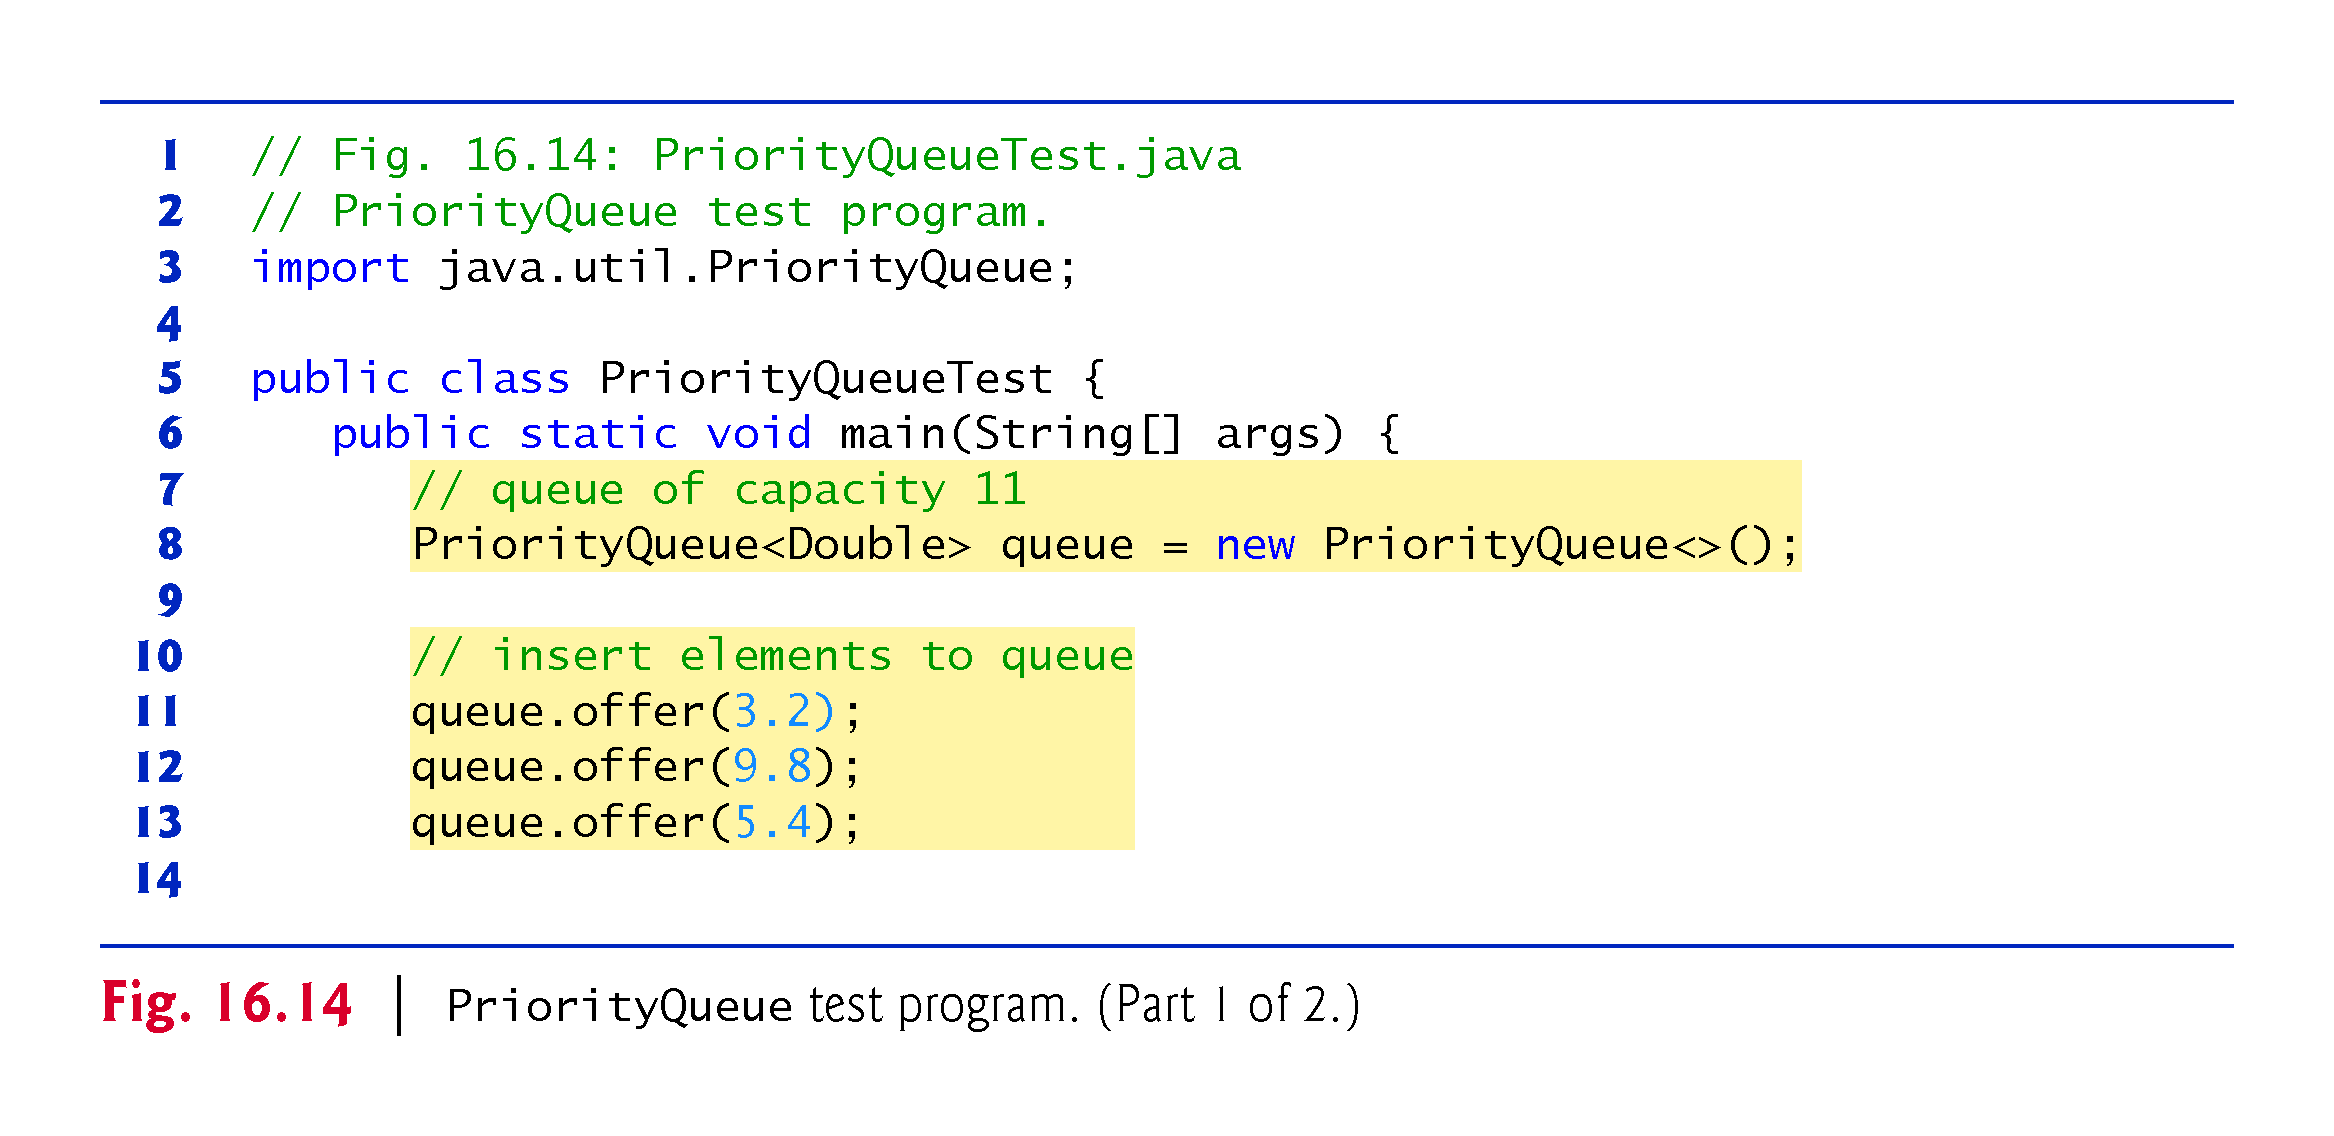 1 // Fig. 16.14: PriorityQueueTest.java
2 // PriorityQueue test program.
3 import java.util.PriorityQueue;
4
5 public class PriorityQueueTest {
6    public static void main(String[] args) {
7       // queue of capacity 11
8       PriorityQueue<Double> queue = new PriorityQueue<>();
9
10       // insert elements to queue
11       queue.offer(3.2);
12       queue.offer(9.8);
13       queue.offer(5.4);
14
Fig. 16.14 | PriorityQueue test program. (Part 1 of 2.)